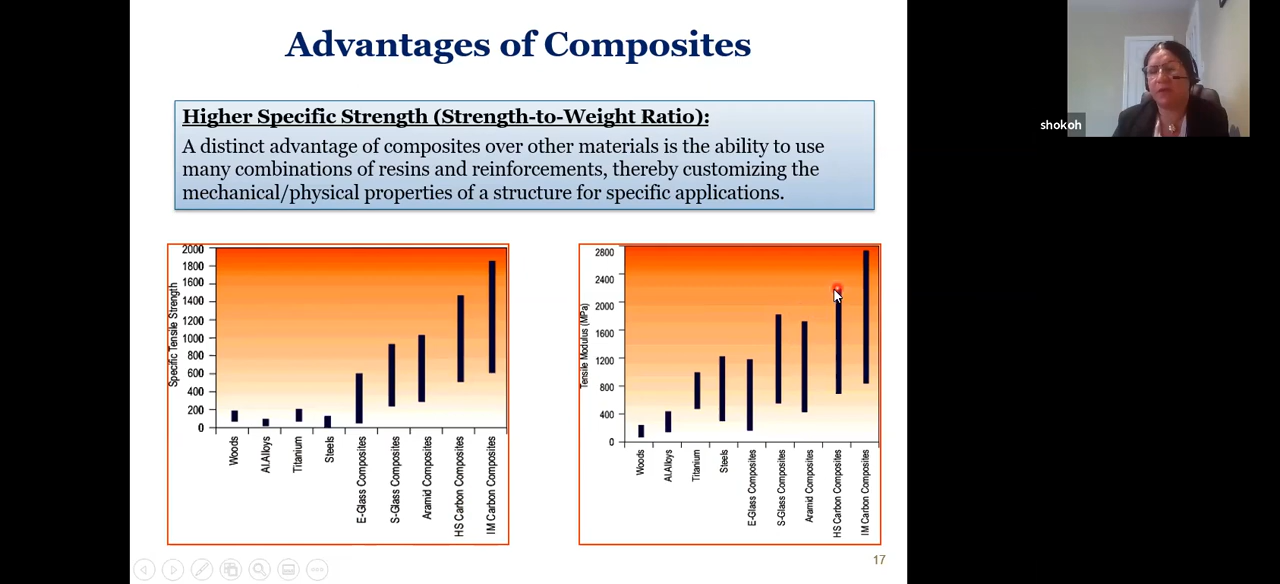 Advantages of Composites
Higher Specific Strength (Strength-to-Weight Ratio):
A distinct advantage of composites over other materials is the ability to use
many combinations of resins and reinforcements, thereby customizing the
mechanical/physical properties of a structure for specific applications.
Specific Tensile Strength
2000
1800
1600
1400
1200
1000
800
600
400
200
0
Woods
Al.Alloys
Titanium
Steels
E-Glass Composites
S-Glass Composites
Aramid Composites
HS Carbon Composites
IM Carbon Composites
Tensile Modulus (MPa)
2800
2400
2000
1600
1200
800
400
0
Woods
Al.Alloys
Titanium
Steels
E-Glass Composites
S-Glass Composites
Aramid Composites
HS Carbon Composites
IM Carbon Composites
17
shokoh